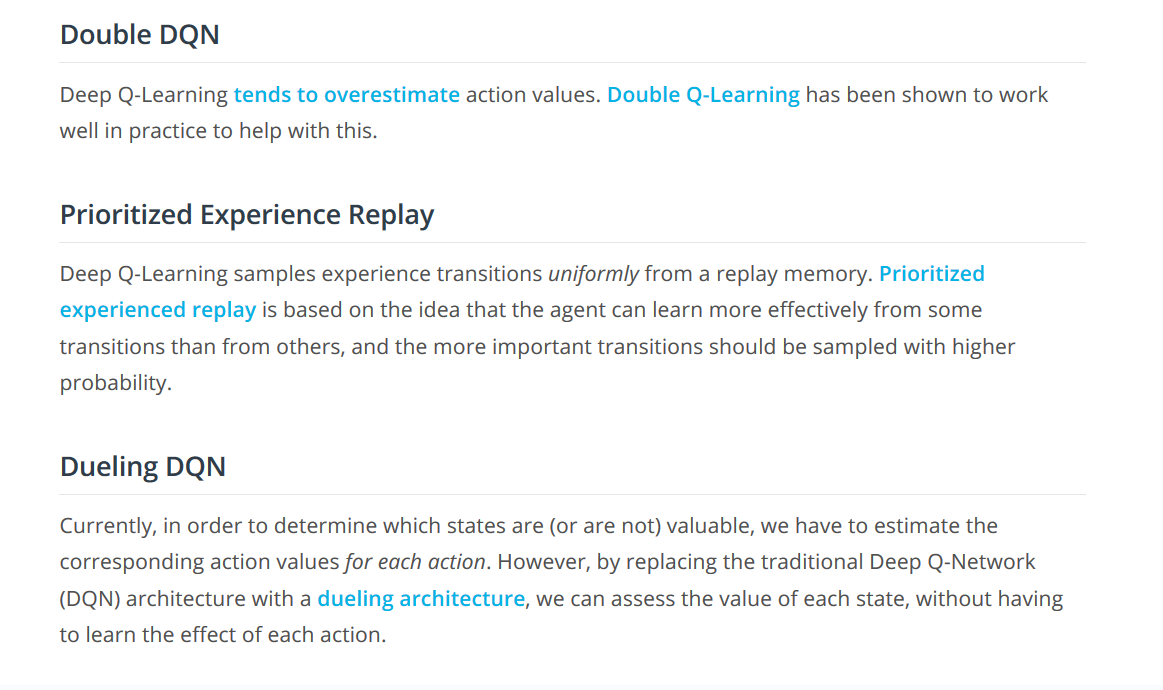 Double DQN
Deep Q-Learning tends to overestimate action values. Double Q-Learning has been shown to work
well in practice to help with this.
Prioritized Experience Replay
Deep Q-Learning samples experience transitions uniformly from a replay memory. Prioritized
experienced replay is based on the idea that the agent can learn more effectively from some
transitions than from others, and the more important transitions should be sampled with higher
probability.
Dueling DQN
Currently, in order to determine which states are (or are not) valuable, we have to estimate the
corresponding action values for each action. However, by replacing the traditional Deep Q-Network
(DQN) architecture with a dueling architecture, we can assess the value of each state, without having
to learn the effect of each action.